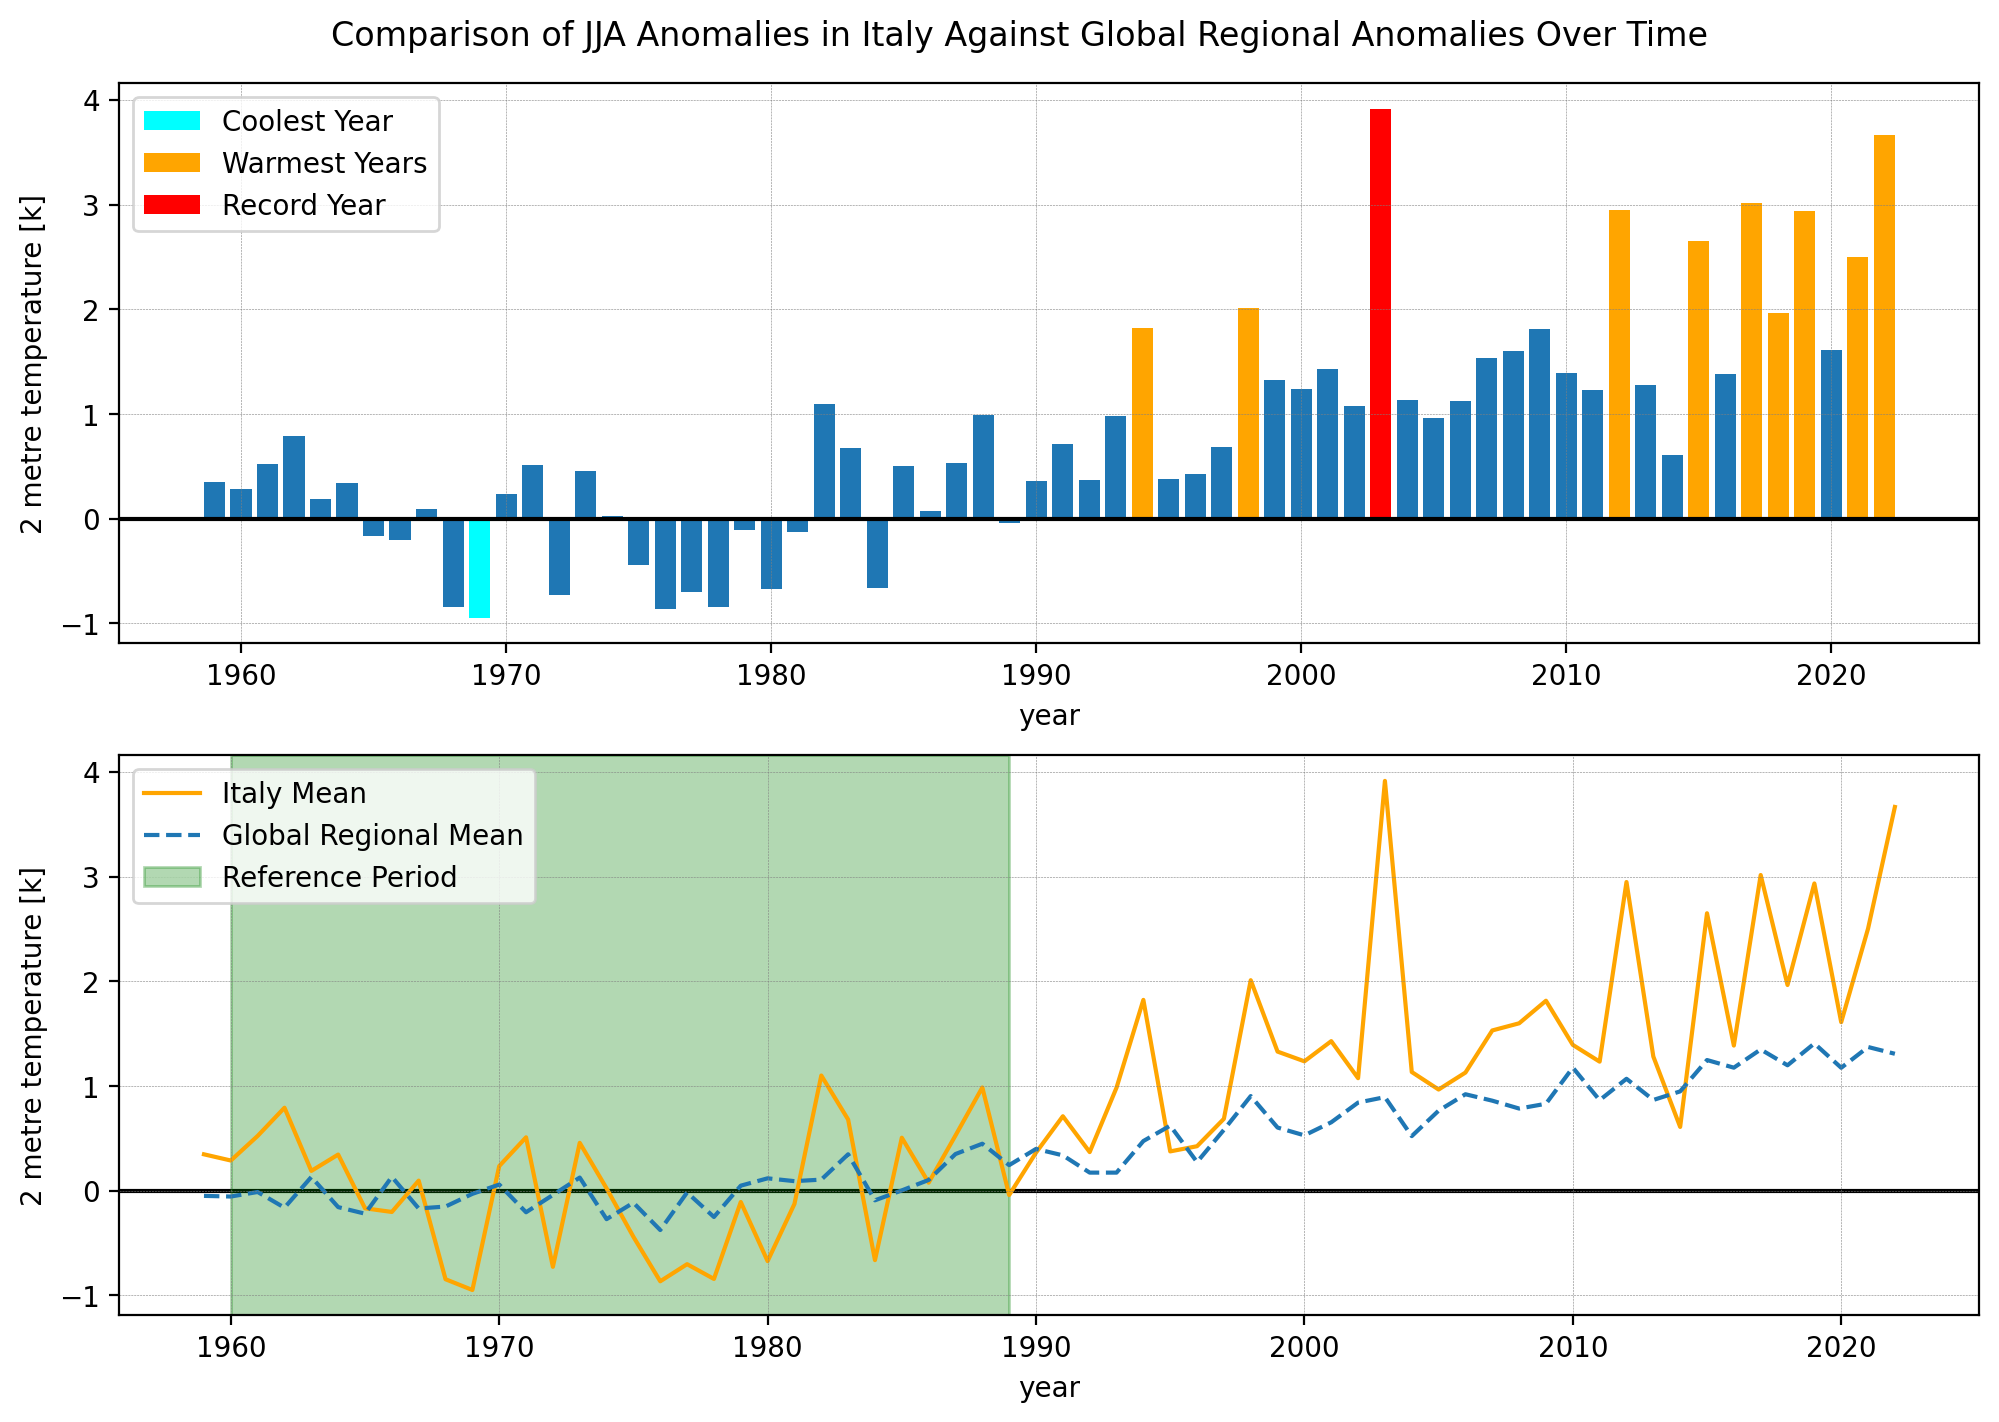 Comparison of JJA Anomalies in Italy Against Global Regional Anomalies Over Time
2 metre temperature [k]
4
3
2
1
0
−1
Coolest Year
Warmest Years
Record Year
1960 1970 1980 1990 2000 2010 2020
year
2 metre temperature [k]
4
3
2
1
0
−1
Italy Mean
Global Regional Mean
Reference Period
1960 1970 1980 1990 2000 2010 2020
year